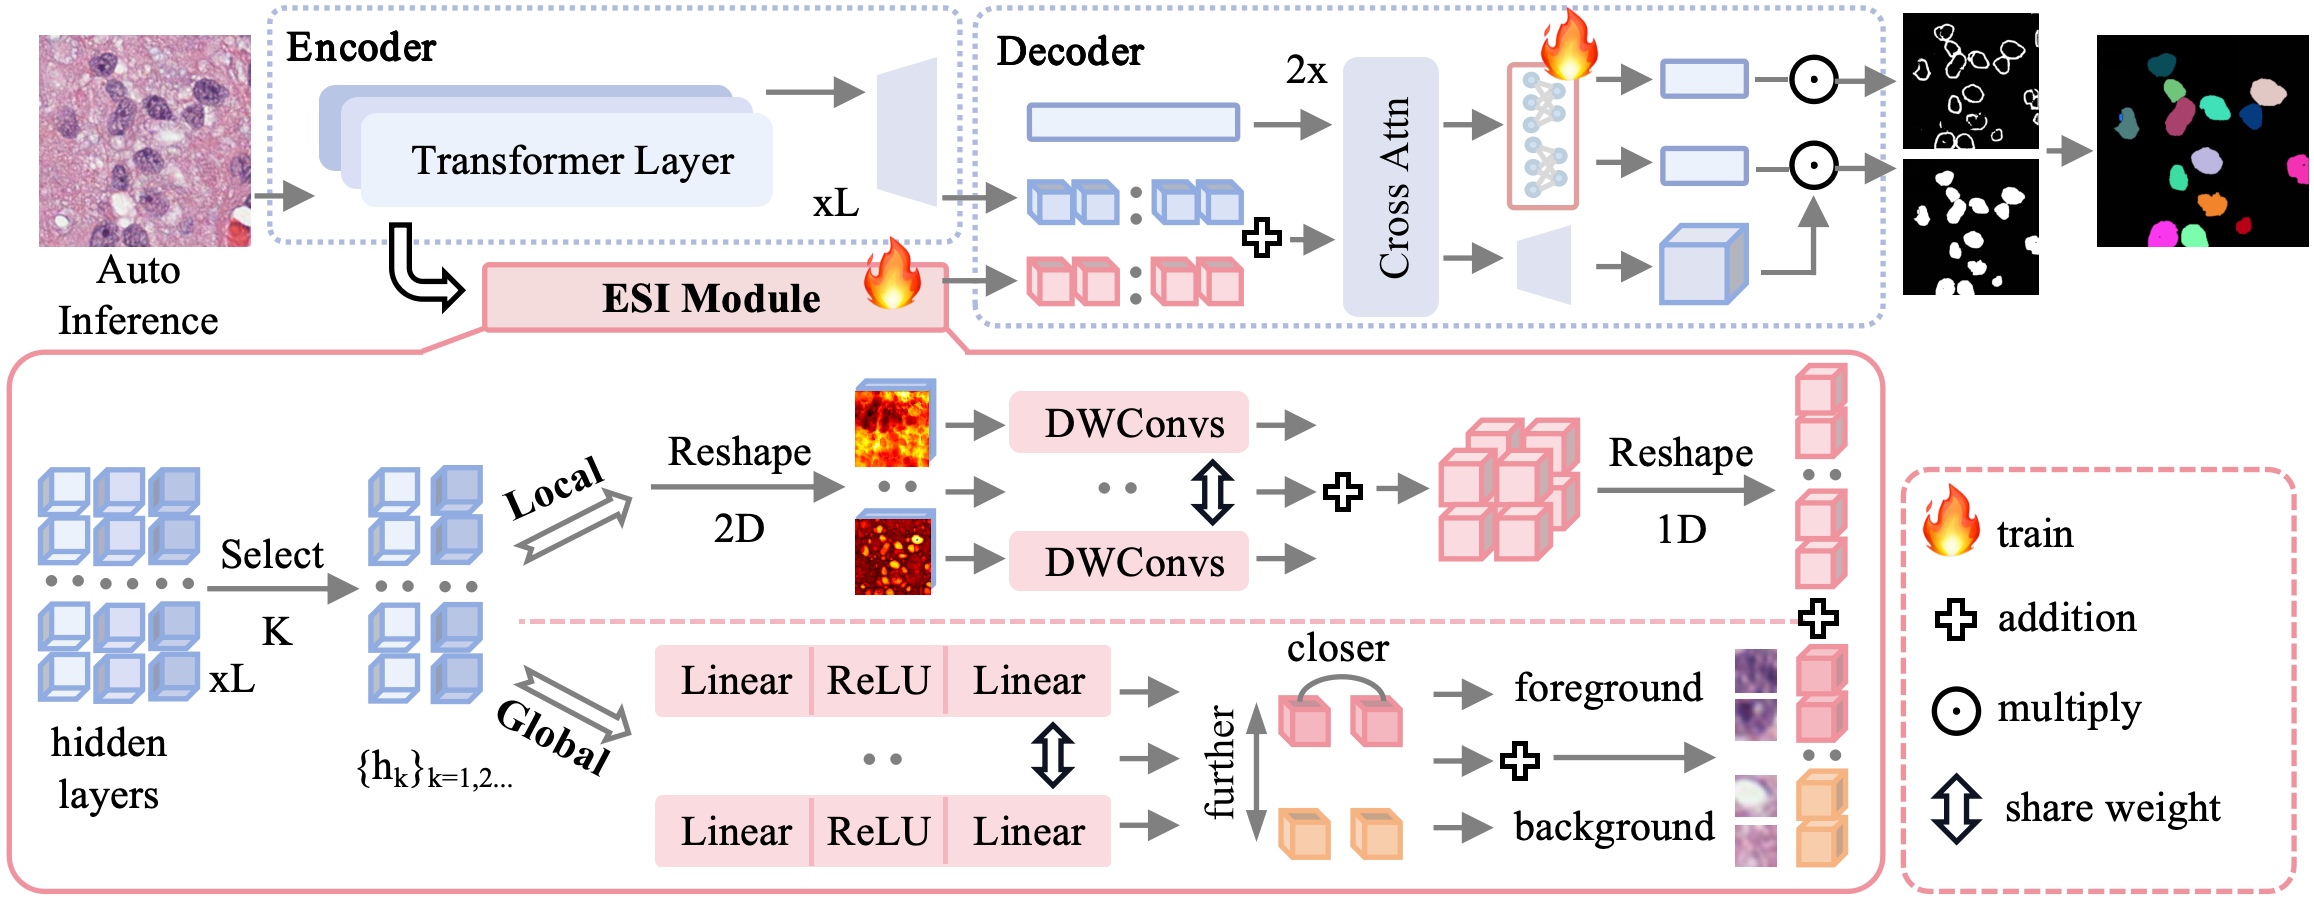 Encoder
Transformer Layer
xL
Auto
Inference
Decoder
2x
Cross Attn
ESI Module
hidden
layers
xL
Select
K
{hk}k=1,2...
Local
Global
Reshape
2D
DWConvs
DWConvs
Reshape
1D
Linear ReLU Linear
Linear ReLU Linear
closer
further
foreground
background
train
addition
multiply
share weight